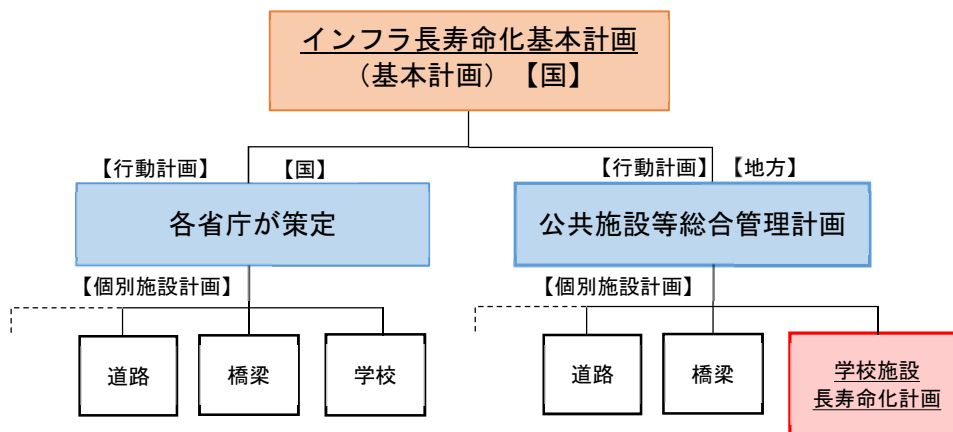 インフラ長寿命化基本計画
（基本計画）【国】
【行動計画】 【国】
【行動計画】 【地方】
各省庁が策定
公共施設等総合管理計画
【個別施設計画】
【個別施設計画】
道路
橋梁
学校
道路
橋梁
学校施設
長寿命化計画